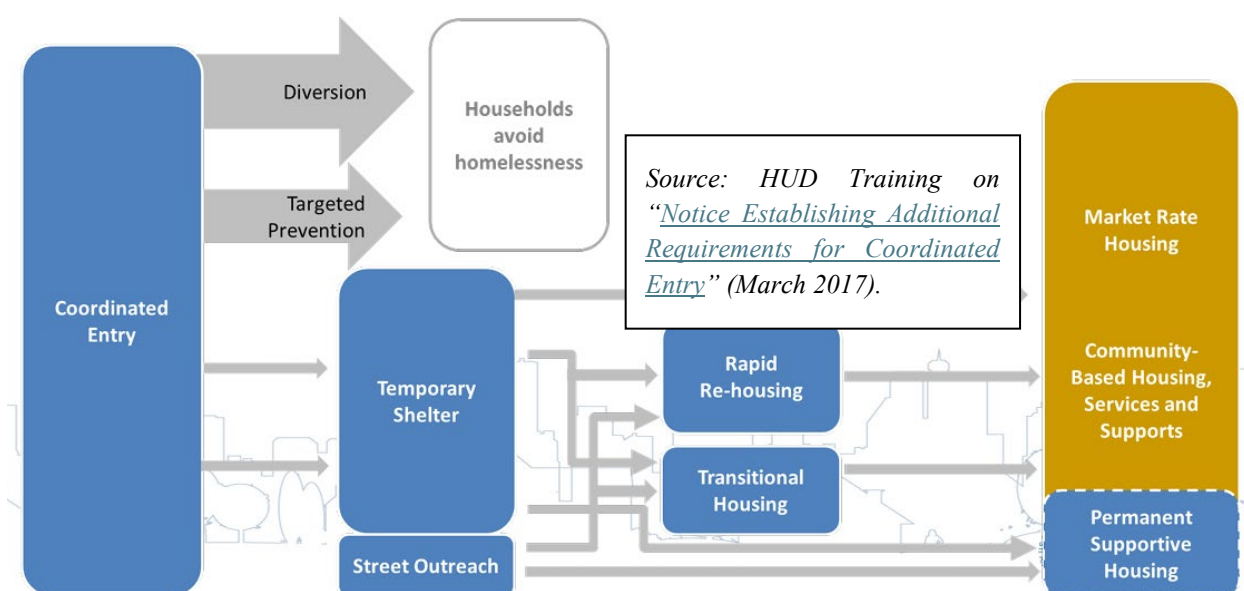 Diversion
Households
avoid
homelessness
Targeted
Prevention
Source: HUD Training on
“Notice Establishing Additional
Requirements for Coordinated
Entry” (March 2017).
Market Rate
Housing
Coordinated
Entry
Temporary
Shelter
Rapid
Re-housing
Community-
Based Housing,
Services and
Supports
Transitional
Housing
Permanent
Supportive
Housing
Street Outreach